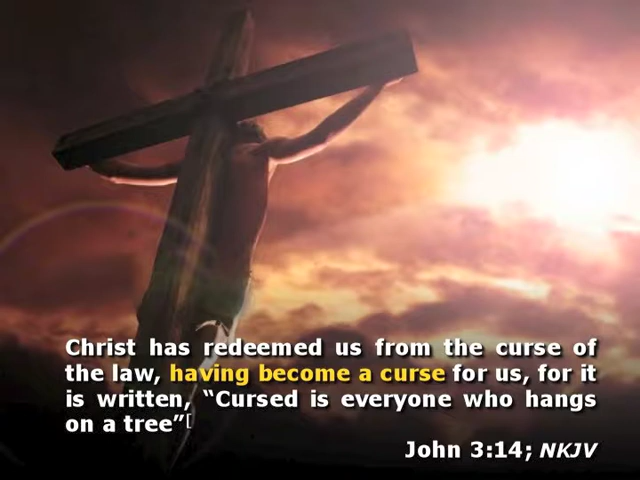 Christ has redeemed us from the curse of
the law, having become a curse for us, for it
is written, “Cursed is everyone who hangs
on a tree”[
John 3:14; NKJV